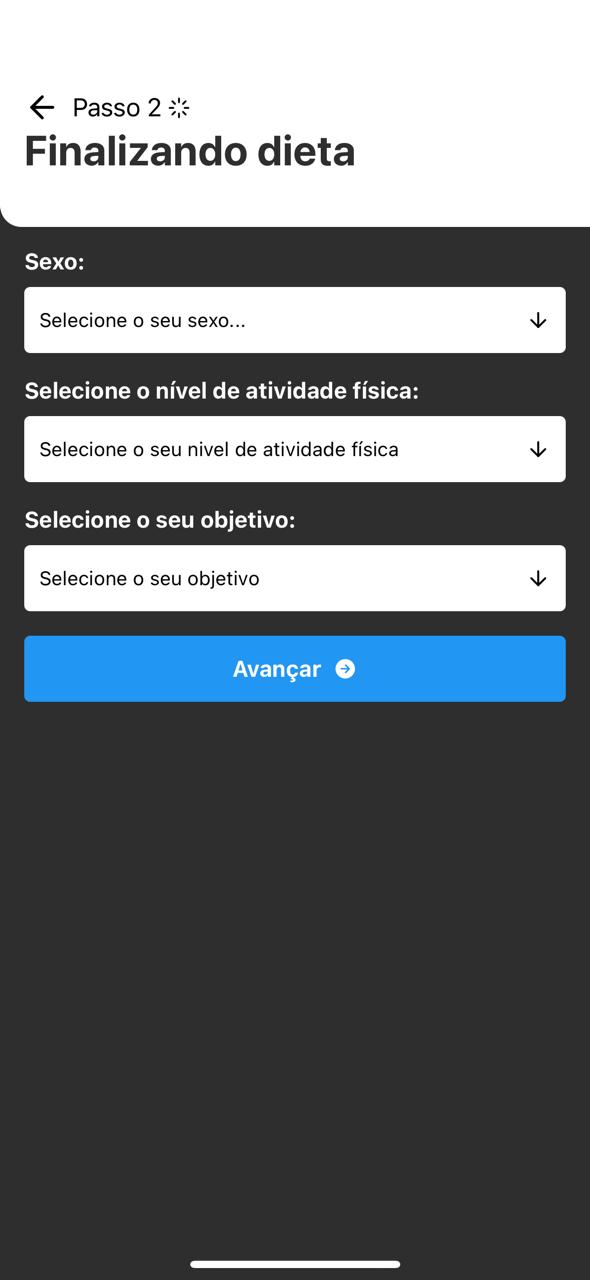 Passo 2
Finalizando dieta
Sexo:
Selecione o seu sexo...
Selecione o nível de atividade física:
Selecione o seu nivel de atividade física
Selecione o seu objetivo:
Selecione o seu objetivo
Avançar